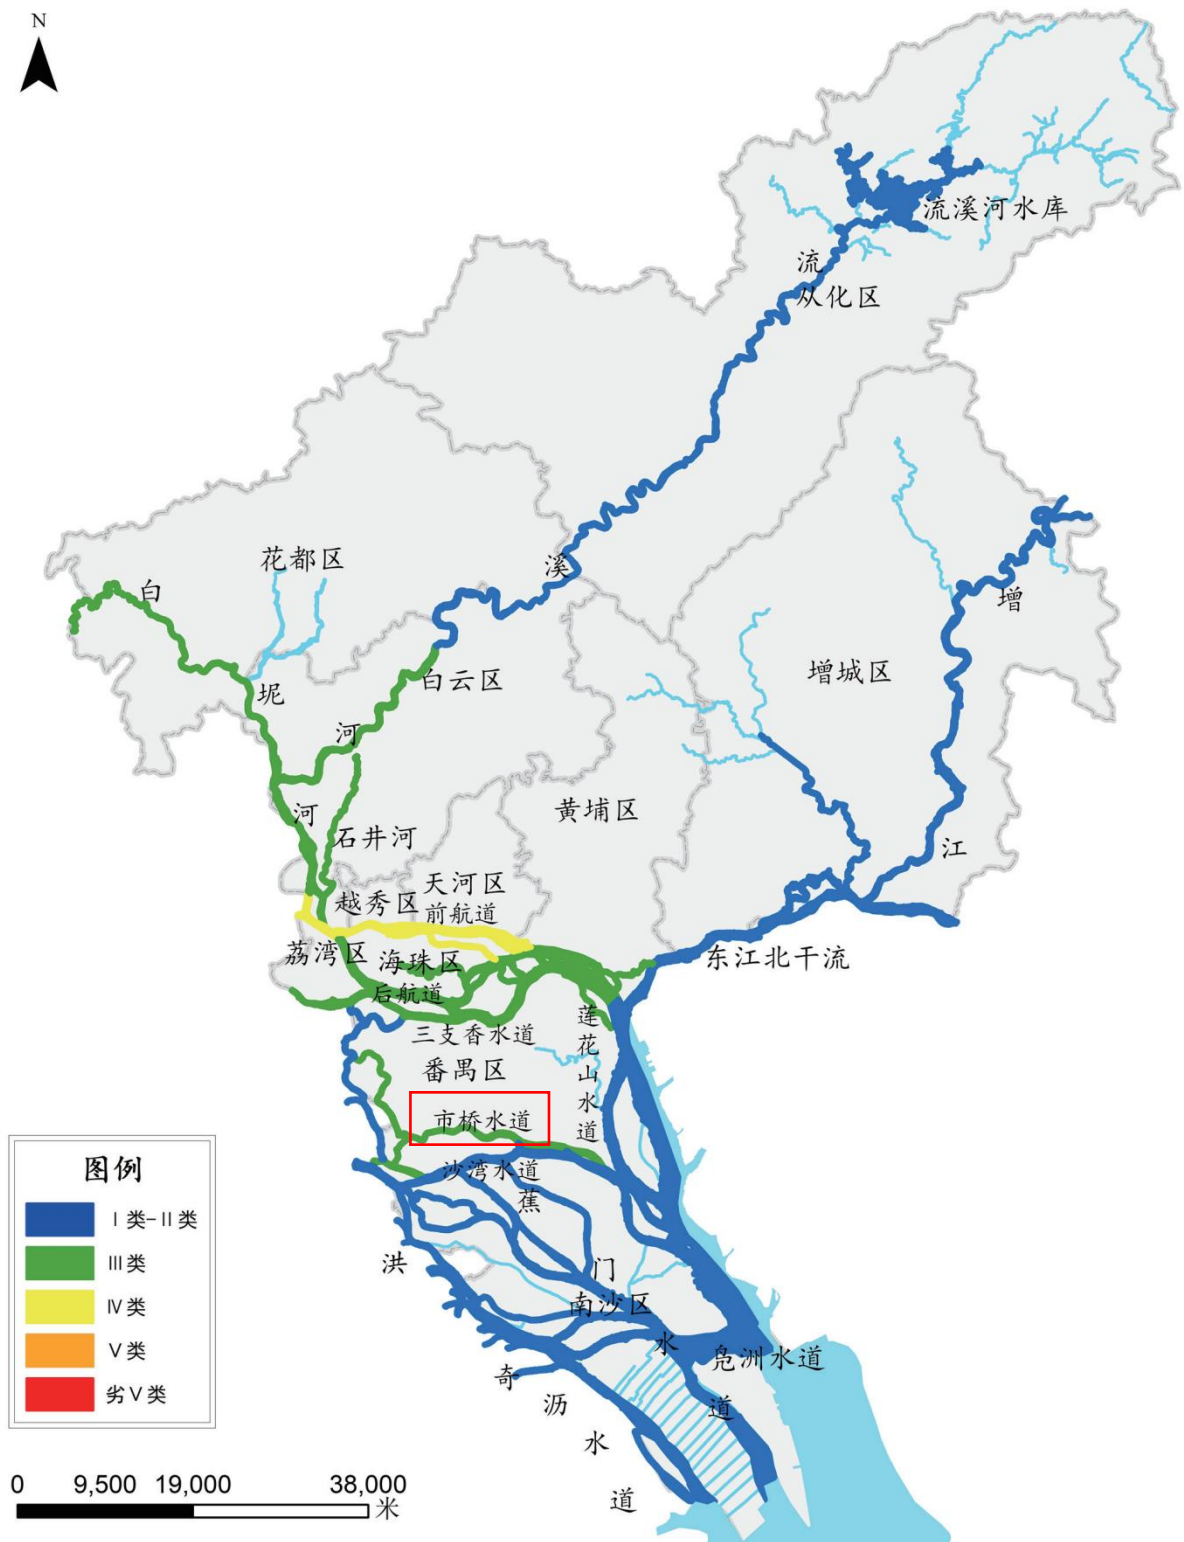 N
流溪河水库
流
从化区
花都区
溪
白
增
白云区
增城区
坭
河
河
黄埔区
石井河
江
天河区
越秀区
前航道
荔湾区
海珠区
东江北干流
后航道
莲花山水道
三支香水道
番禺区
市桥水道
沙湾水道
蕉
洪
门
南沙区
水
凫洲水道
奇
道
沥
水
道
图例
Ⅰ类-Ⅱ类
Ⅲ类
Ⅳ类
Ⅴ类
劣Ⅴ类
0 9,500 19,000 38,000
米